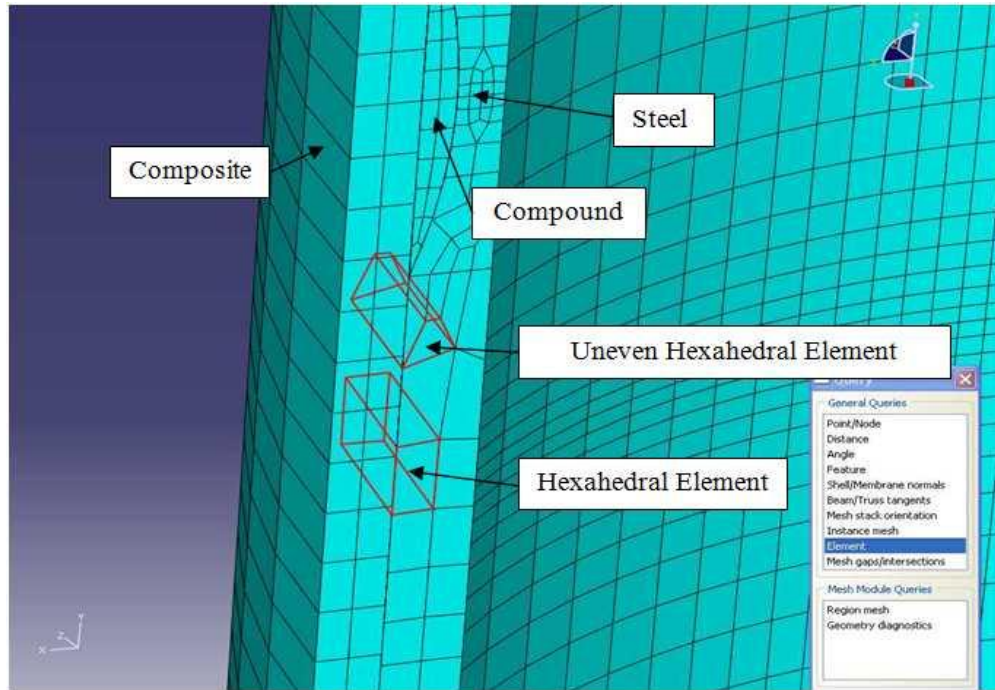 Steel
Composite
Compound
Uneven Hexahedral Element
Hexahedral Element
Query
General Queries
Point/Node
Distance
Angle
Feature
Shell/Membrane normals
Beam/Truss tangents
Mesh stack orientation
Instance mesh
Element
Mesh gaps/intersections
Mesh Module Queries
Region mesh
Geometry diagnostics
X
Z
Y